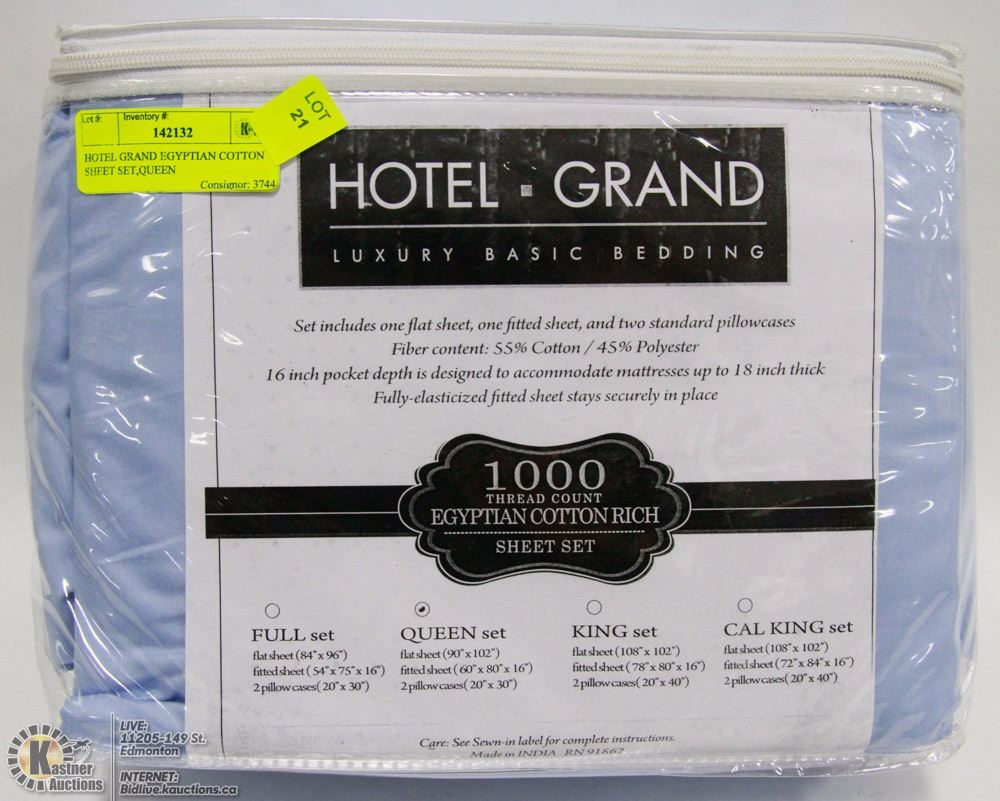 Lot #:
Inventory #:
142132
HOTEL GRAND EGYPTIAN COTTON
SHEET SET,QUEEN
Consignor: 3744
LOT
21
HOTEL GRAND
LUXURY BASIC BEDDING
Set includes one flat sheet, one fitted sheet, and two standard pillowcases
Fiber content: 55% Cotton / 45% Polyester
16 inch pocket depth is designed to accommodate mattresses up to 18 inch thick
Fully-elasticized fitted sheet stays securely in place
1000
THREAD COUNT
EGYPTIAN COTTON RICH
SHEET SET
FULL set
flat sheet (84" x 96")
fitted sheet ( 54" x 75" x 16")
2 pillow cases( 20" x 30")
QUEEN set
flat sheet (90" x 102")
fitted sheet ( 60" x 80" x 16")
2 pillow cases( 20" x 30")
KING set
flat sheet (108" x 102")
fitted sheet ( 78" x 80" x 16")
2 pillow cases( 20" x 40")
CAL KING set
flat sheet (108" x 102")
fitted sheet ( 72" x 84" x 16")
2 pillow cases( 20" x 40")
Care: See Sewn-in label for complete instructions.
Made in INDIA RN 91862
Kastner
Auctions
LIVE:
11205-149 St.
Edmonton
INTERNET:
Bidlive.kauctions.ca